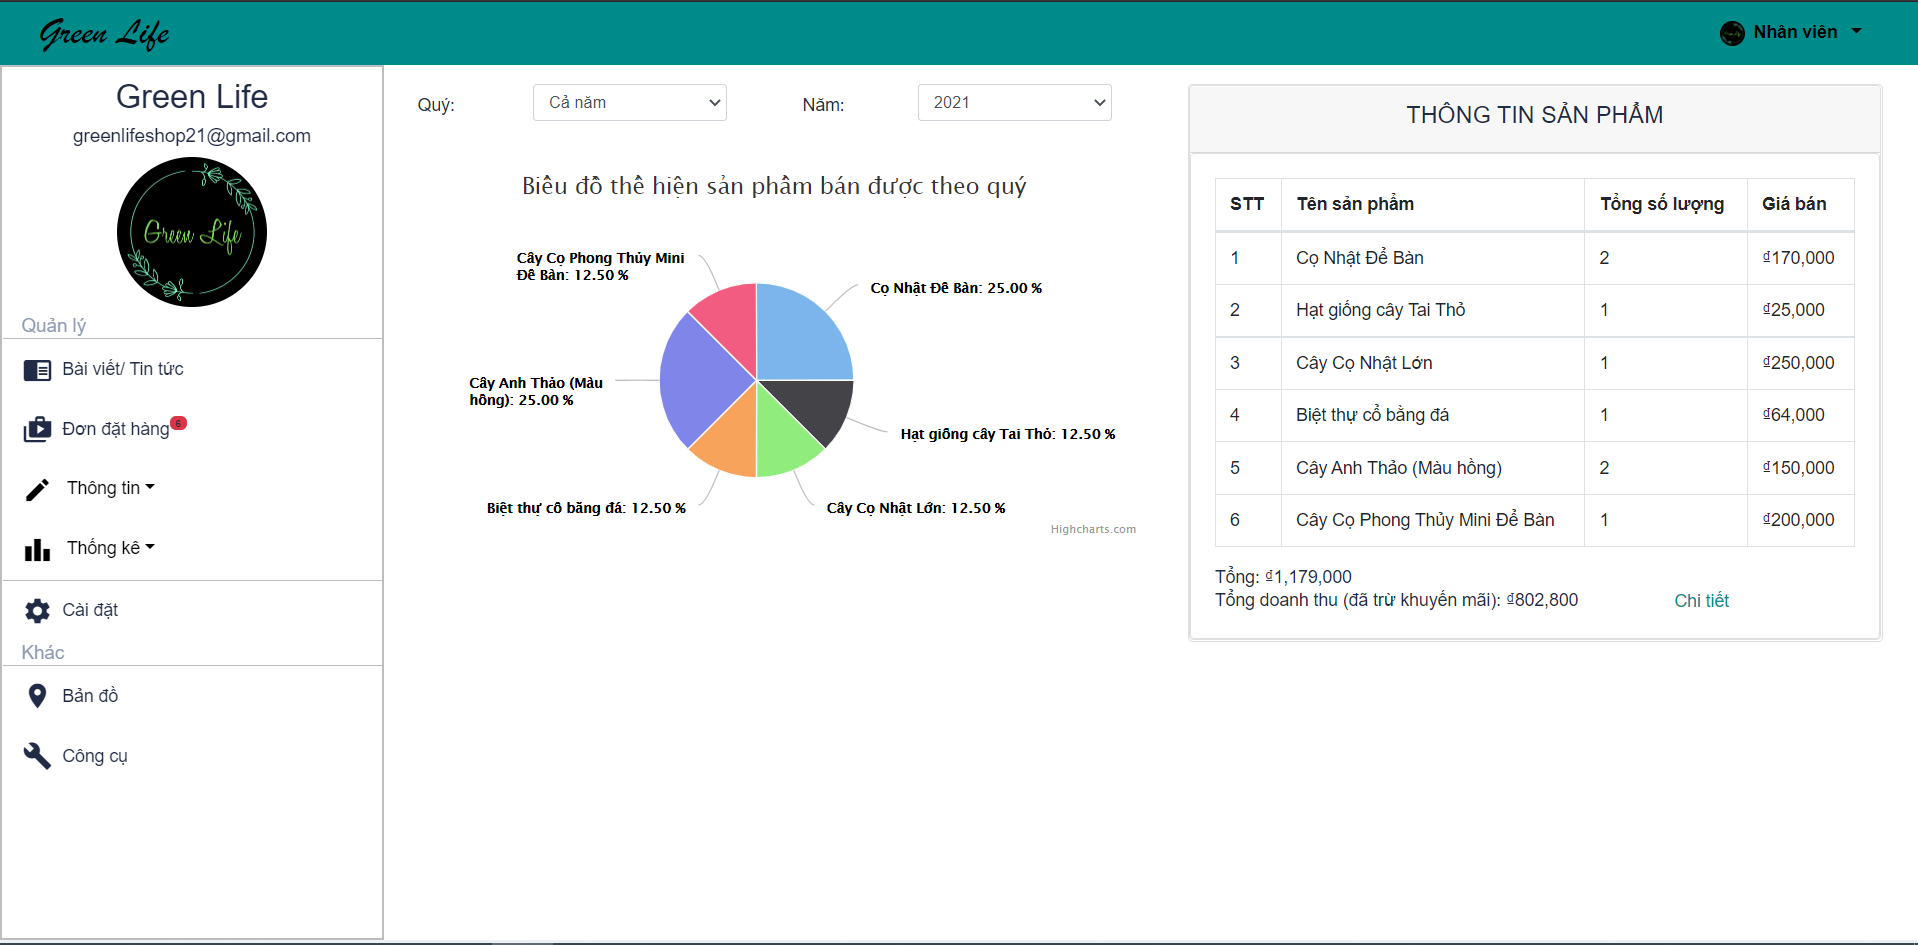 Green Life
Nhân viên
Green Life
greenlifeshop21@gmail.com
Green Life
Quản lý
Bài viết/ Tin tức
Đơn đặt hàng 6
Thông tin
Thống kê
Cài đặt
Khác
Bản đồ
Công cụ
Quý: Cả năm Năm: 2021
Biểu đồ thể hiện sản phẩm bán được theo quý
Cây Cọ Phong Thủy Mini
Để Bàn: 12.50 %
Cọ Nhật Để Bàn: 25.00 %
Cây Anh Thảo (Màu
hồng): 25.00 %
Hạt giống cây Tai Thỏ: 12.50 %
Biệt thự cổ bằng đá: 12.50 %
Cây Cọ Nhật Lớn: 12.50 %
Highcharts.com
THÔNG TIN SẢN PHẨM
STT Tên sản phẩm Tổng số lượng Giá bán
1 Cọ Nhật Để Bàn 2 ₫170,000
2 Hạt giống cây Tai Thỏ 1 ₫25,000
3 Cây Cọ Nhật Lớn 1 ₫250,000
4 Biệt thự cổ bằng đá 1 ₫64,000
5 Cây Anh Thảo (Màu hồng) 2 ₫150,000
6 Cây Cọ Phong Thủy Mini Để Bàn 1 ₫200,000
Tổng: ₫1,179,000
Tổng doanh thu (đã trừ khuyến mãi): ₫802,800 Chi tiết